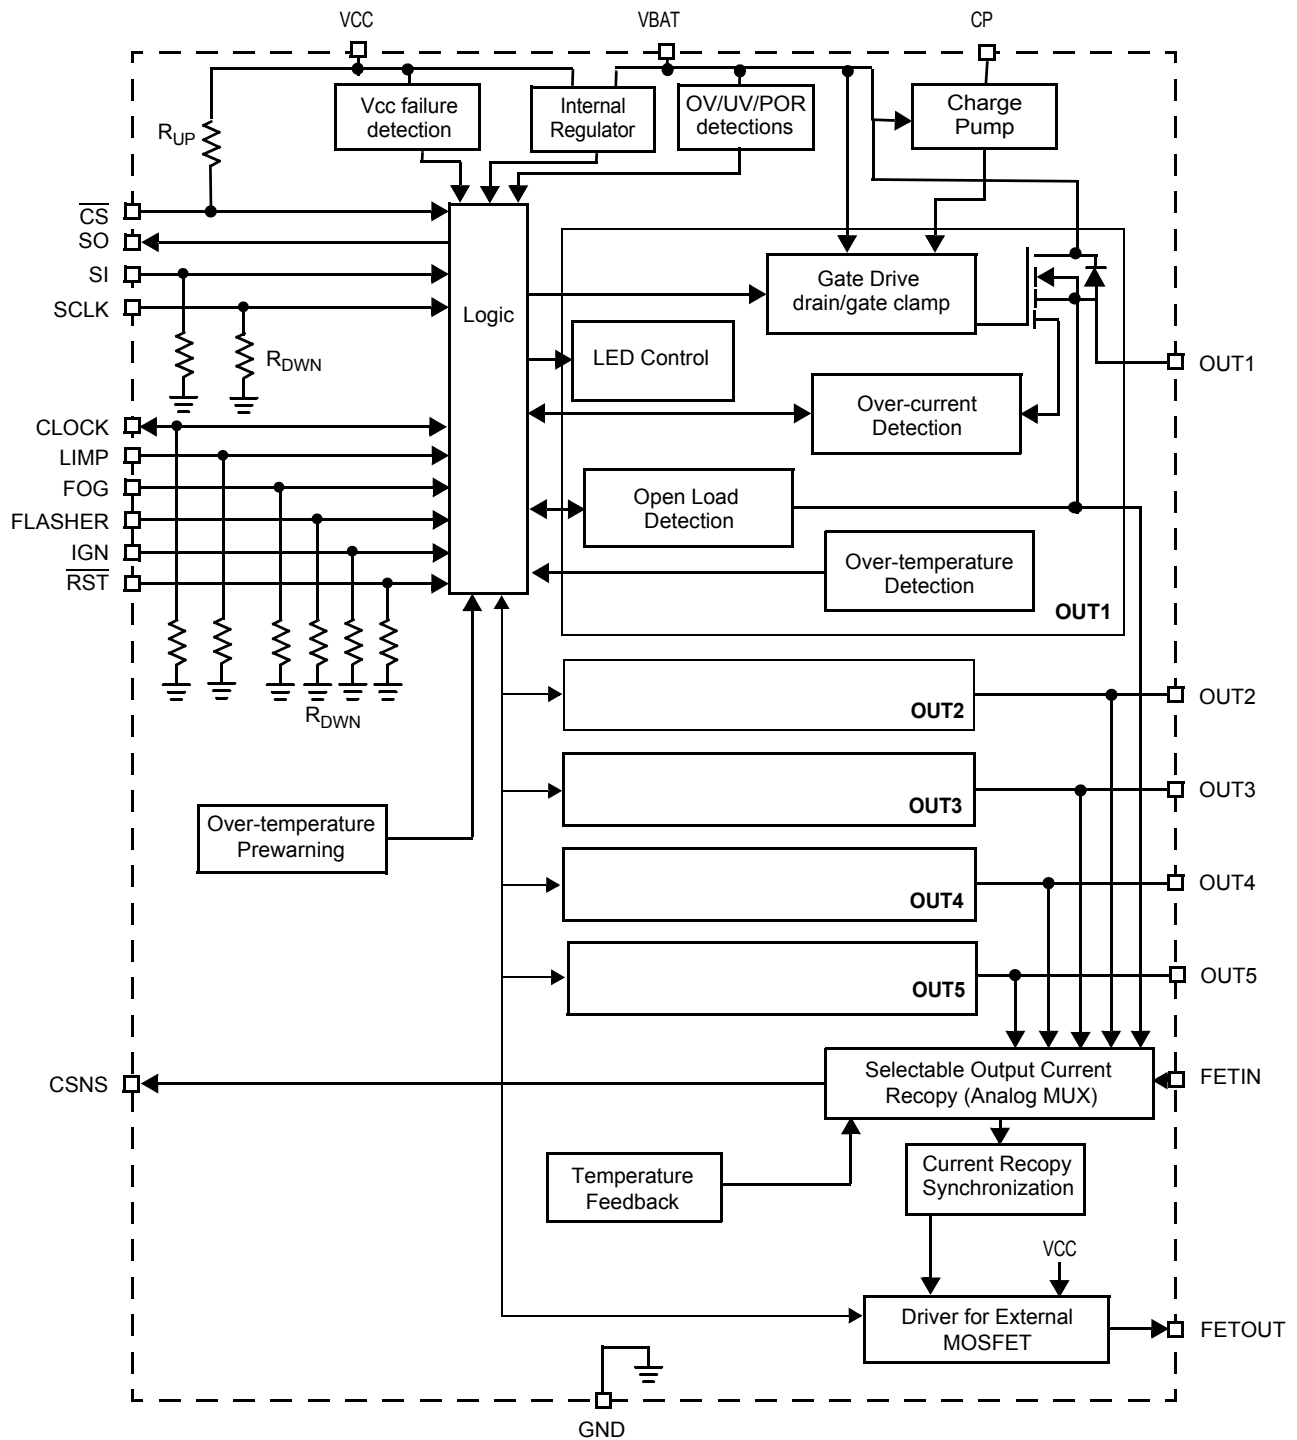 VCC
VBAT
CP
Vcc failure
detection
Internal
Regulator
OV/UV/POR
detections
Charge
Pump
RUP
CS
SO
SI
SCLK
RDWN
Logic
Gate Drive
drain/gate clamp
LED Control
OUT1
Over-current
Detection
CLOCK
LIMP
FOG
FLASHER
IGN
RST
Open Load
Detection
Over-temperature
Detection
OUT1
RDWN
OUT2
OUT2
OUT3
OUT3
Over-temperature
Prewarning
OUT4
OUT4
OUT5
OUT5
CSNS
Selectable Output Current
Recopy (Analog MUX)
FETIN
Temperature
Feedback
Current Recopy
Synchronization
VCC
Driver for External
MOSFET
FETOUT
GND